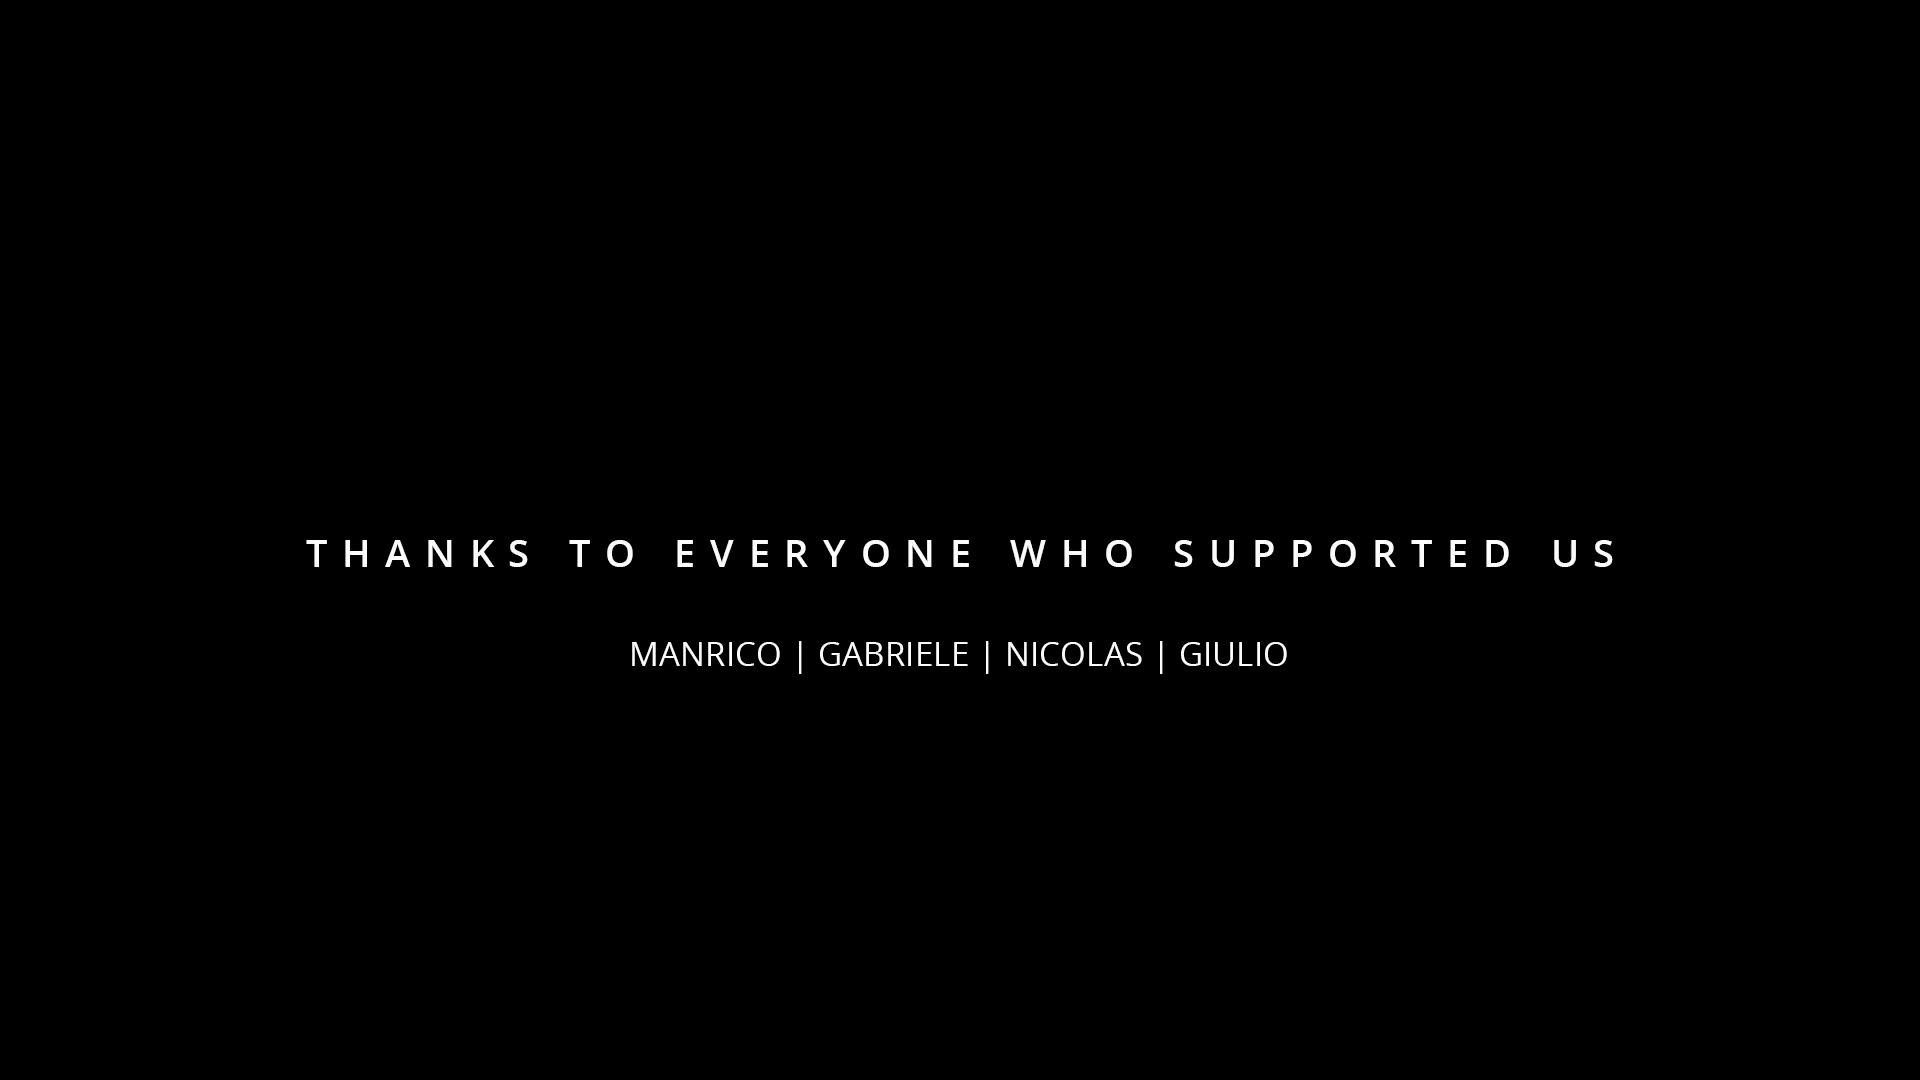 THANKS TO EVERYONE WHO SUPPORTED US
MANRICO | GABRIELE | NICOLAS | GIULIO